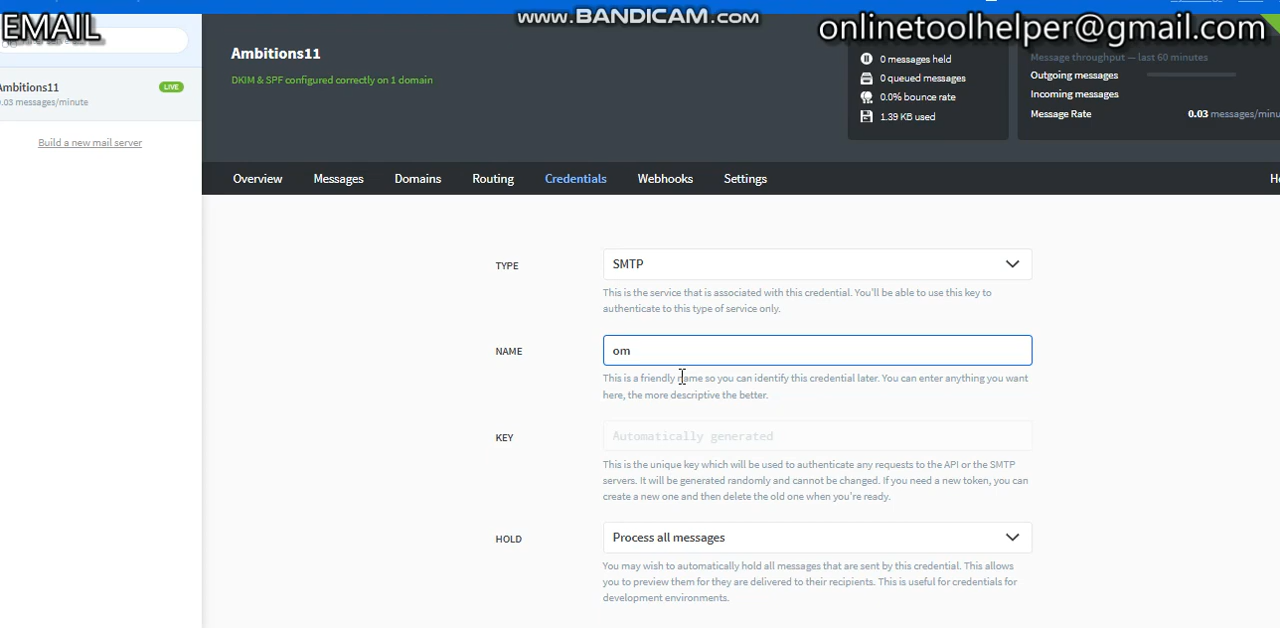 www.BANDICAM.com
EMAIL
onlinetoolhelper@gmail.com
Ambitions11
LIVE
0.03 messages/minute
Build a new mail server
Ambitions11
DKIM & SPF configured correctly on 1 domain
0 messages held
0 queued messages
0.0% bounce rate
1.39 KB used
Message throughput — last 60 minutes
Outgoing messages
Incoming messages
Message Rate 0.03 messages/minu
Overview Messages Domains Routing Credentials Webhooks Settings He
TYPE
SMTP
This is the service that is associated with this credential. You'll be able to use this key to
authenticate to this type of service only.
NAME
om
This is a friendly name so you can identify this credential later. You can enter anything you want
here, the more descriptive the better.
KEY
Automatically generated
This is the unique key which will be used to authenticate any requests to the API or the SMTP
servers. It will be generated randomly and cannot be changed. If you need a new token, you can
create a new one and then delete the old one when you're ready.
HOLD
Process all messages
You may wish to automatically hold all messages that are sent by this credential. This allows
you to preview them for they are delivered to their recipients. This is useful for credentials for
development environments.